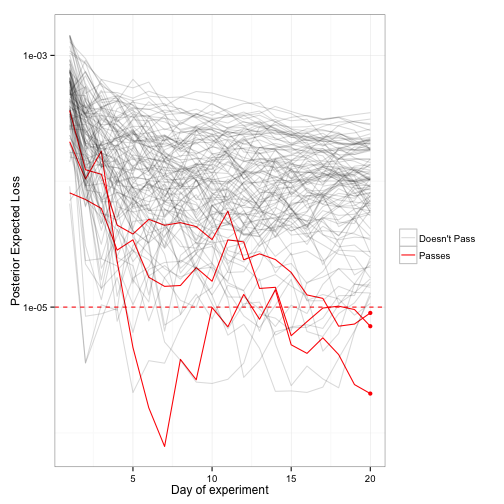 1e-03
1e-05
Posterior Expected Loss
5
10
15
20
Day of experiment
Doesn't Pass
Passes